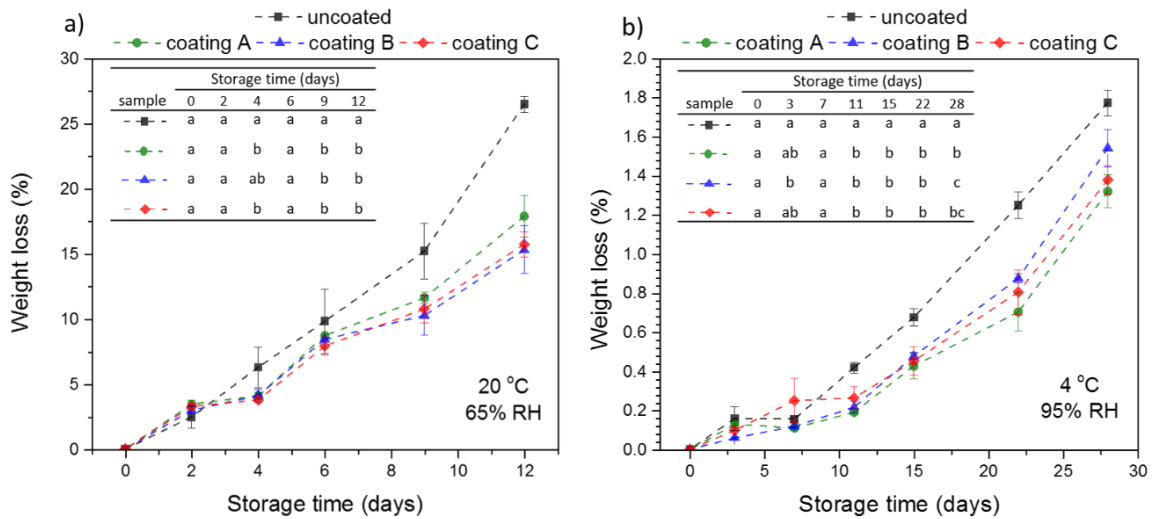 a)
uncoated
coating A coating B coating C
Weight loss (%)
30
25
20
15
10
5
0
Storage time (days)
sample 0 2 4 6 9 12
a a a a a a
a a b a b b
a a ab a b b
a a b a b b
20 °C
65% RH
0 2 4 6 8 10 12
Storage time (days)
b)
uncoated
coating A coating B coating C
Weight loss (%)
2.0
1.8
1.6
1.4
1.2
1.0
0.8
0.6
0.4
0.2
0.0
Storage time (days)
sample 0 3 7 11 15 22 28
a a a a a a a
a ab a b b b b
a b a b b b c
a ab a b b b bc
4 °C
95% RH
0 5 10 15 20 25 30
Storage time (days)